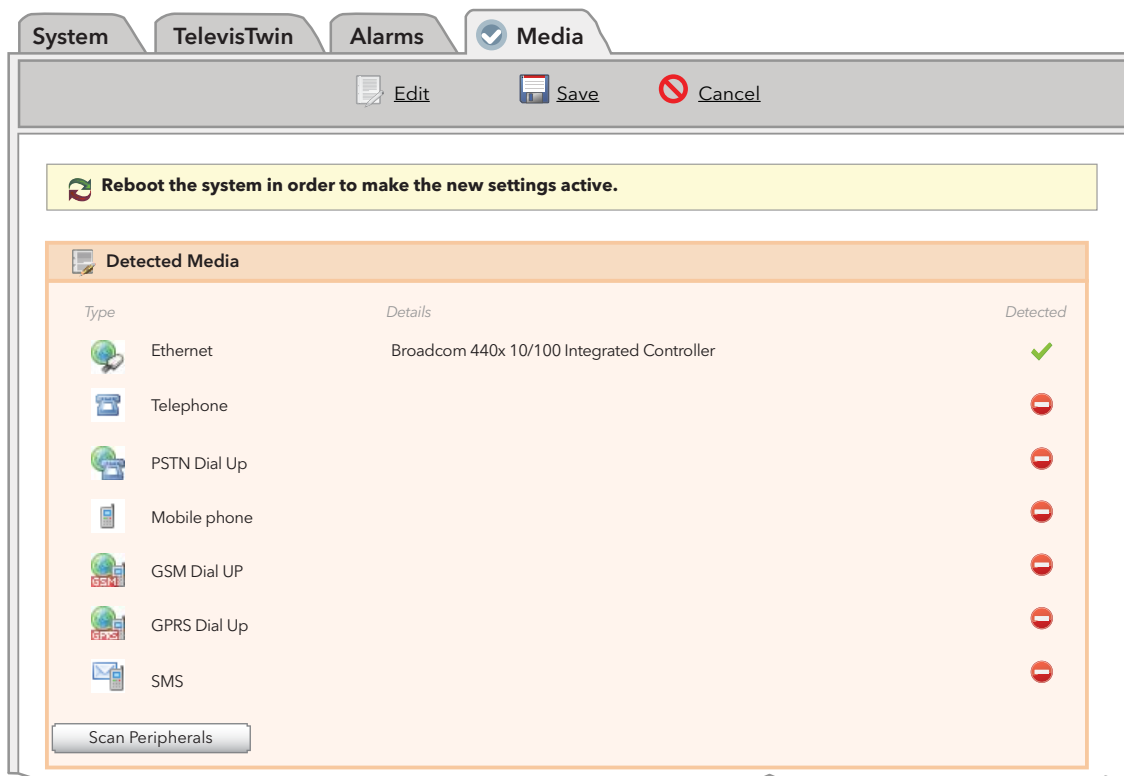 System TelevisTwin Alarms Media
Edit Save Cancel
Reboot the system in order to make the new settings active.
Detected Media
Type Details Detected
Ethernet Broadcom 440x 10/100 Integrated Controller
Telephone
PSTN Dial Up
Mobile phone
GSM
GSM Dial UP
GPRS
GPRS Dial Up
SMS
Scan Peripherals